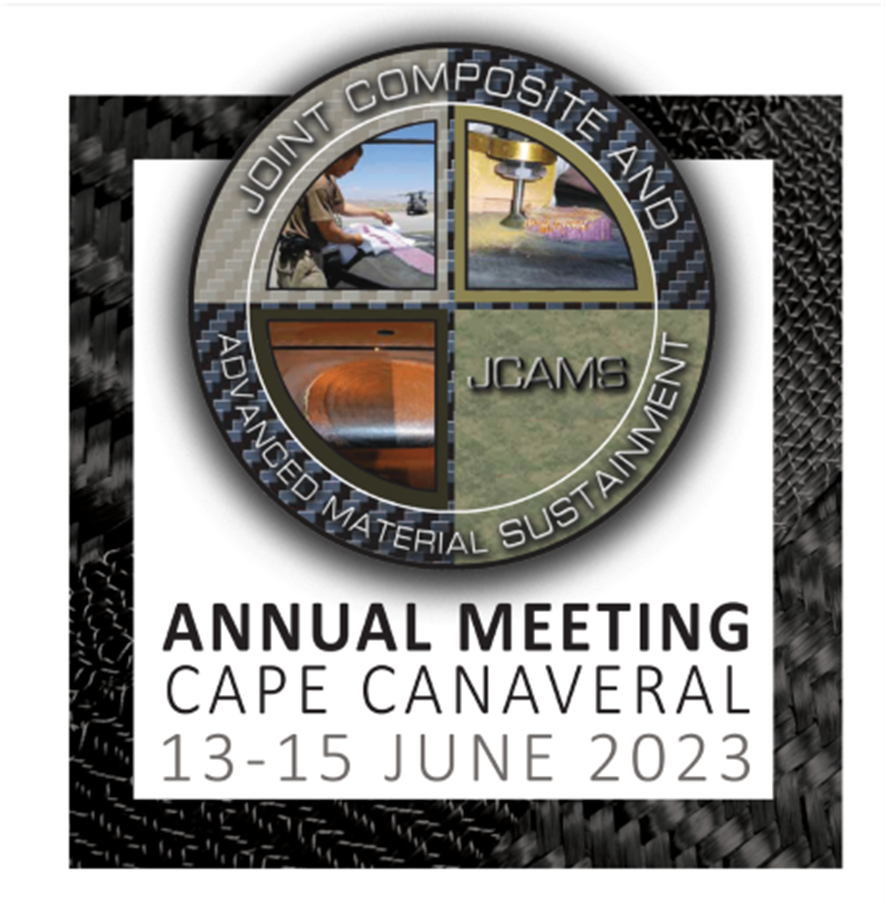 JOINT COMPOSITE AND
ADVANCED MATERIAL SUSTAINMENT
JCAMS
ANNUAL MEETING
CAPE CANAVERAL
13-15 JUNE 2023